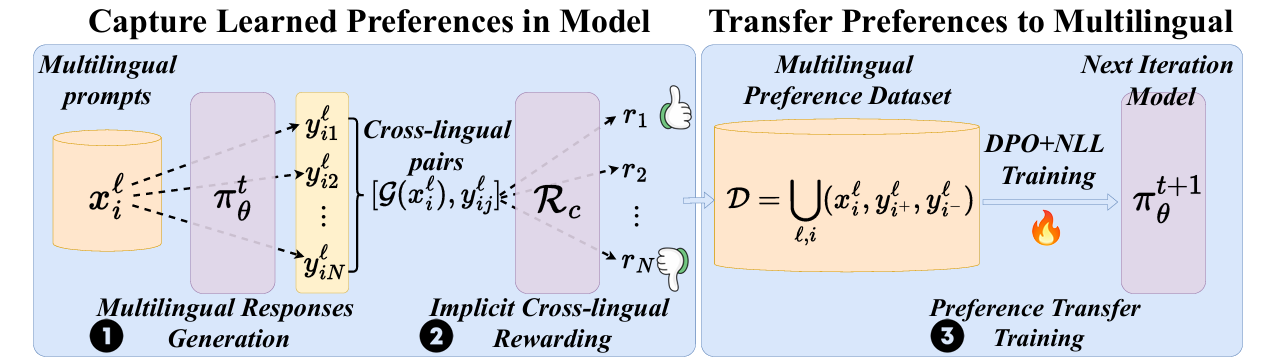 Capture Learned Preferences in Model
Multilingual
prompts
$x_i^{\ell}$
$\pi_\theta^t$
$y_{i1}^{\ell}$
$y_{i2}^{\ell}$
⋮
$y_{iN}^{\ell}$
Cross-lingual
pairs
$[\mathcal{G}(x_i^{\ell}), y_{ij}^{\ell}]$
$\mathcal{R}_c$
$r_1$
$r_2$
⋮
$r_N$
1 Multilingual Responses
Generation
2 Implicit Cross-lingual
Rewarding
Transfer Preferences to Multilingual
Multilingual
Preference Dataset
$\mathcal{D} = \bigcup_{\ell,i}(x_i^{\ell}, y_{i^+}^{\ell}, y_{i^-}^{\ell})$
DPO+NLL
Training
Next Iteration
Model
$\pi_\theta^{t+1}$
3 Preference Transfer
Training